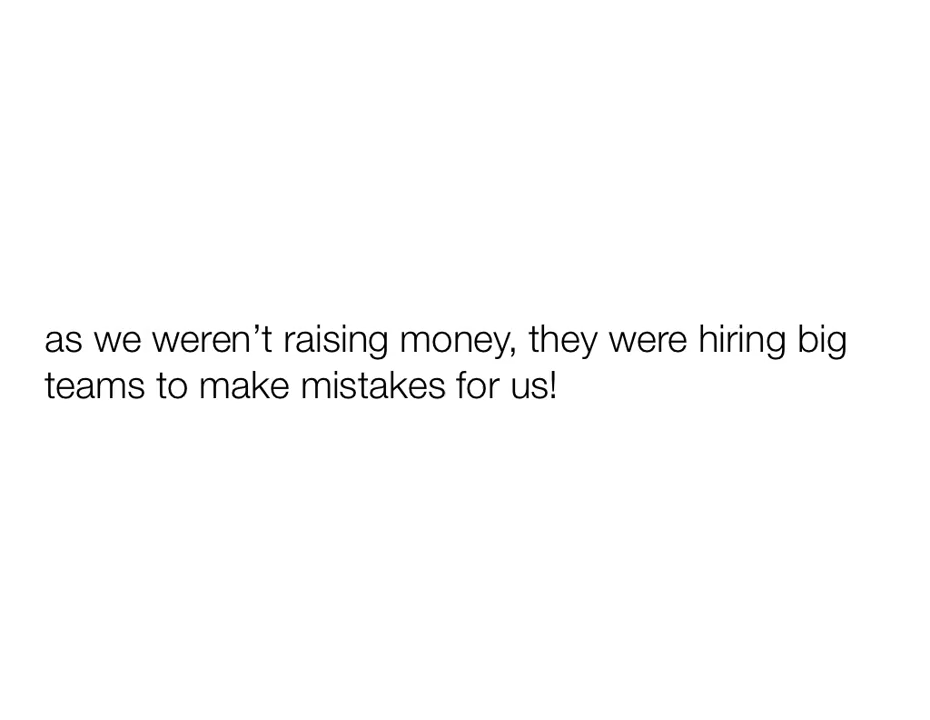 as we weren’t raising money, they were hiring big
teams to make mistakes for us!